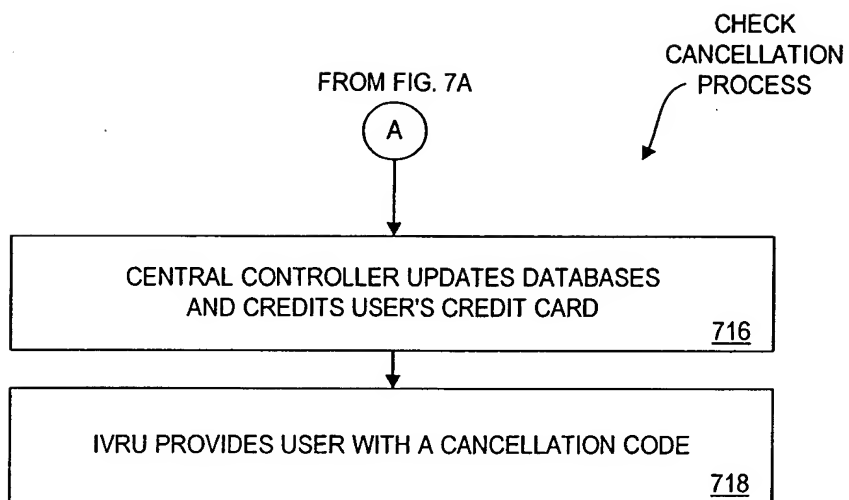 CHECK
CANCELLATION
PROCESS
FROM FIG. 7A
A
CENTRAL CONTROLLER UPDATES DATABASES
AND CREDITS USER'S CREDIT CARD
716
IVRU PROVIDES USER WITH A CANCELLATION CODE
718